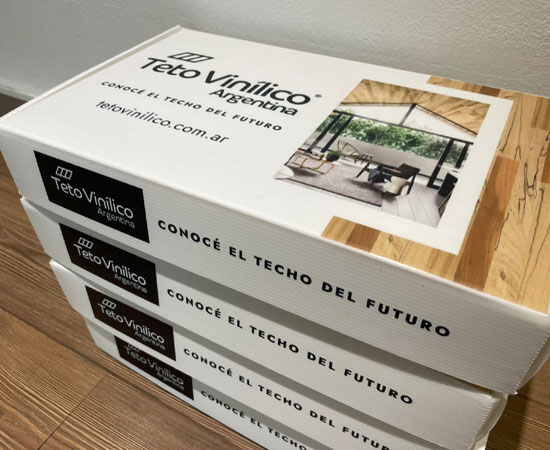 Teto Vinílico®
Argentina
CONOCÉ EL TECHO DEL FUTURO
tetovinilico.com.ar
Teto Vinílico
Argentina
CONOCÉ EL TECHO DEL FUTURO
Teto Vinílico
Argentina
CONOCÉ EL TECHO DEL FUTURO
Teto Vinílico
Argentina
CONOCÉ EL TECHO DEL FUTURO
Teto Vinílico
Argentina
CONOCÉ EL TECHO DEL